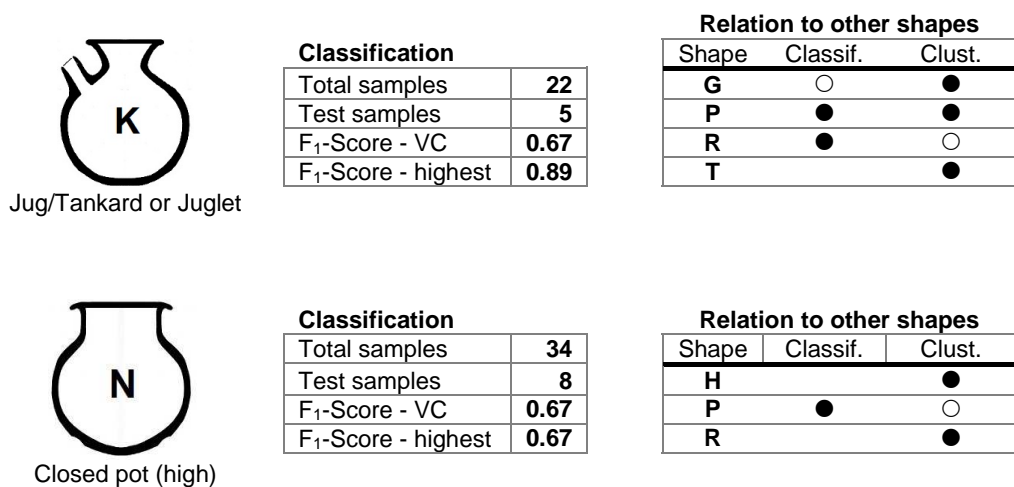 K
Jug/Tankard or Juglet
Classification
Total samples 22
Test samples 5
F₁-Score - VC 0.67
F₁-Score - highest 0.89
Relation to other shapes
Shape Classif. Clust.
G ○ ●
P ● ●
R ● ○
T ●
N
Closed pot (high)
Classification
Total samples 34
Test samples 8
F₁-Score - VC 0.67
F₁-Score - highest 0.67
Relation to other shapes
Shape Classif. Clust.
H ●
P ● ○
R ●